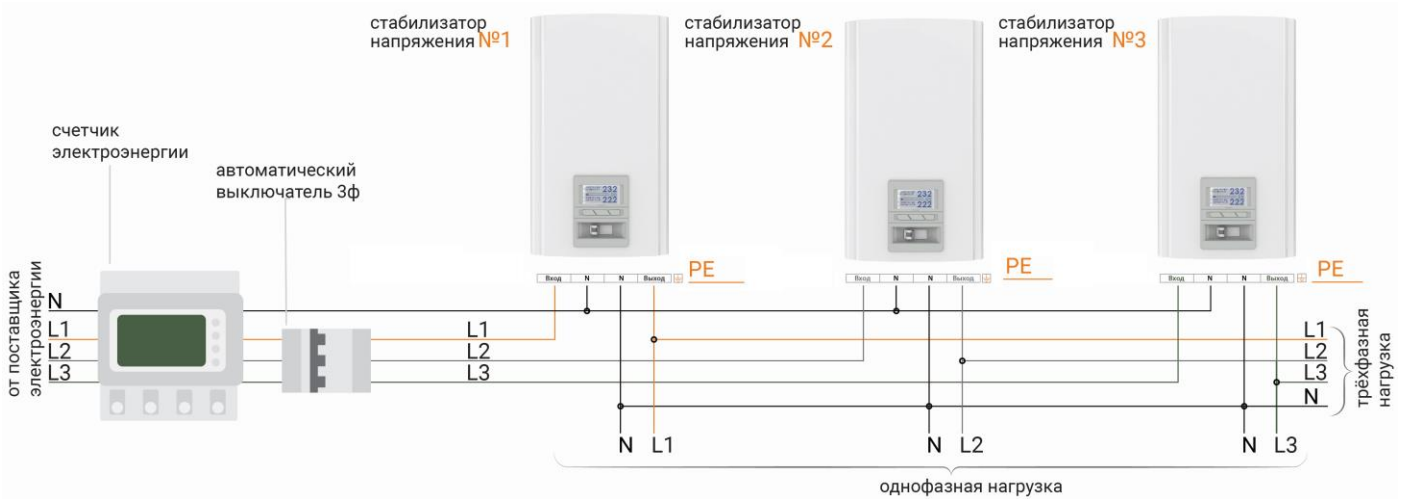 стабилизатор
напряжения №1
стабилизатор
напряжения №2
стабилизатор
напряжения №3
счетчик
электроэнергии
автоматический
выключатель 3ф
232
222
232
222
232
222
Вход N N Выход
PE
Вход N N Выход
PE
Вход N N Выход
PE
от поставщика
электроэнергии
N
L1
L2
L3
L1
L2
L3
L1
L2
L3
N
трёхфазная
нагрузка
N L1
N L2
N L3
однофазная нагрузка